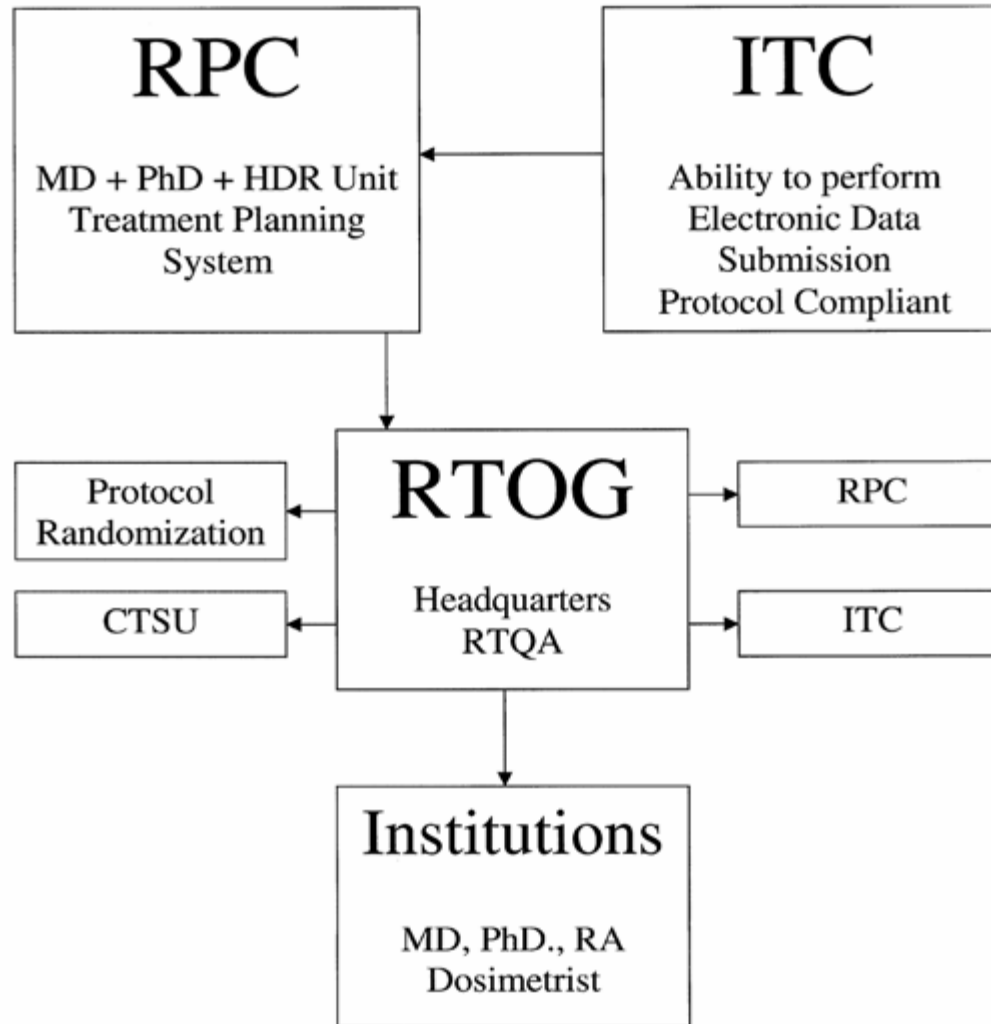 RPC
MD + PhD + HDR Unit
Treatment Planning
System
ITC
Ability to perform
Electronic Data
Submission
Protocol Compliant
RTOG
Headquarters
RTQA
Protocol
Randomization
CTSU
RPC
ITC
Institutions
MD, PhD., RA
Dosimetrist